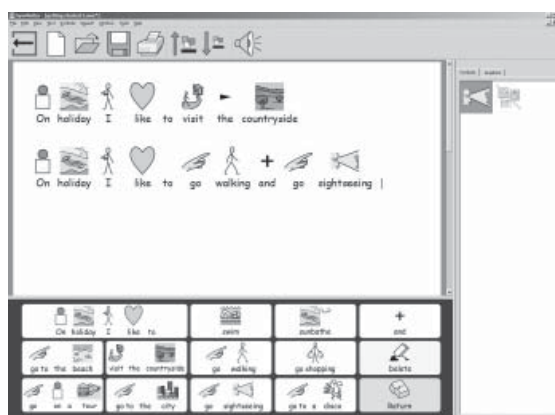 On holiday I like to visit the countryside
On holiday I like to go walking and go sightseeing
On holiday I like to
swim
sunbathe
and
go to the beach
visit the countryside
go walking
go shopping
Delete
go on a tour
go to the city
go sightseeing
go to a disco
Return